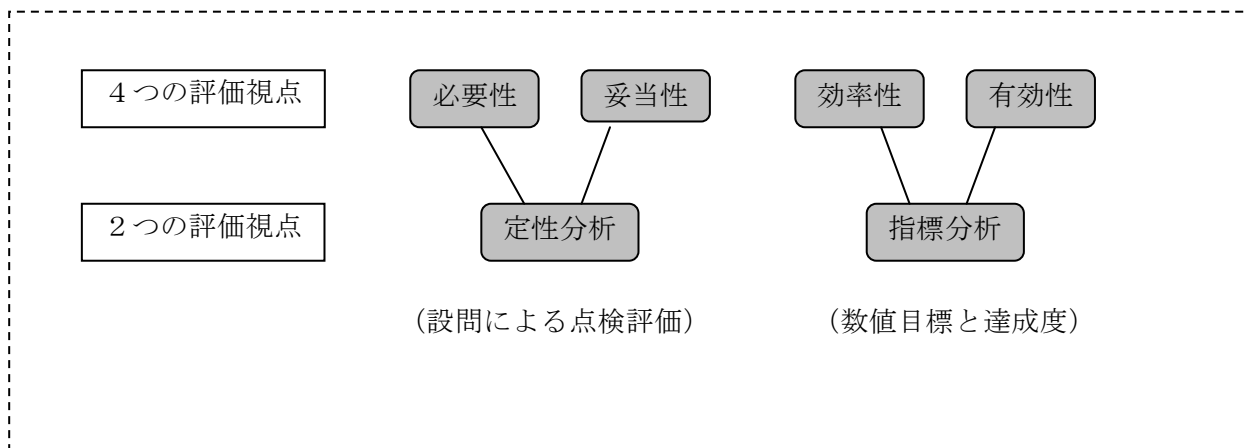 ４つの評価視点 必要性 妥当性 効率性 有効性
２つの評価視点 定性分析 指標分析
（設問による点検評価） （数値目標と達成度）